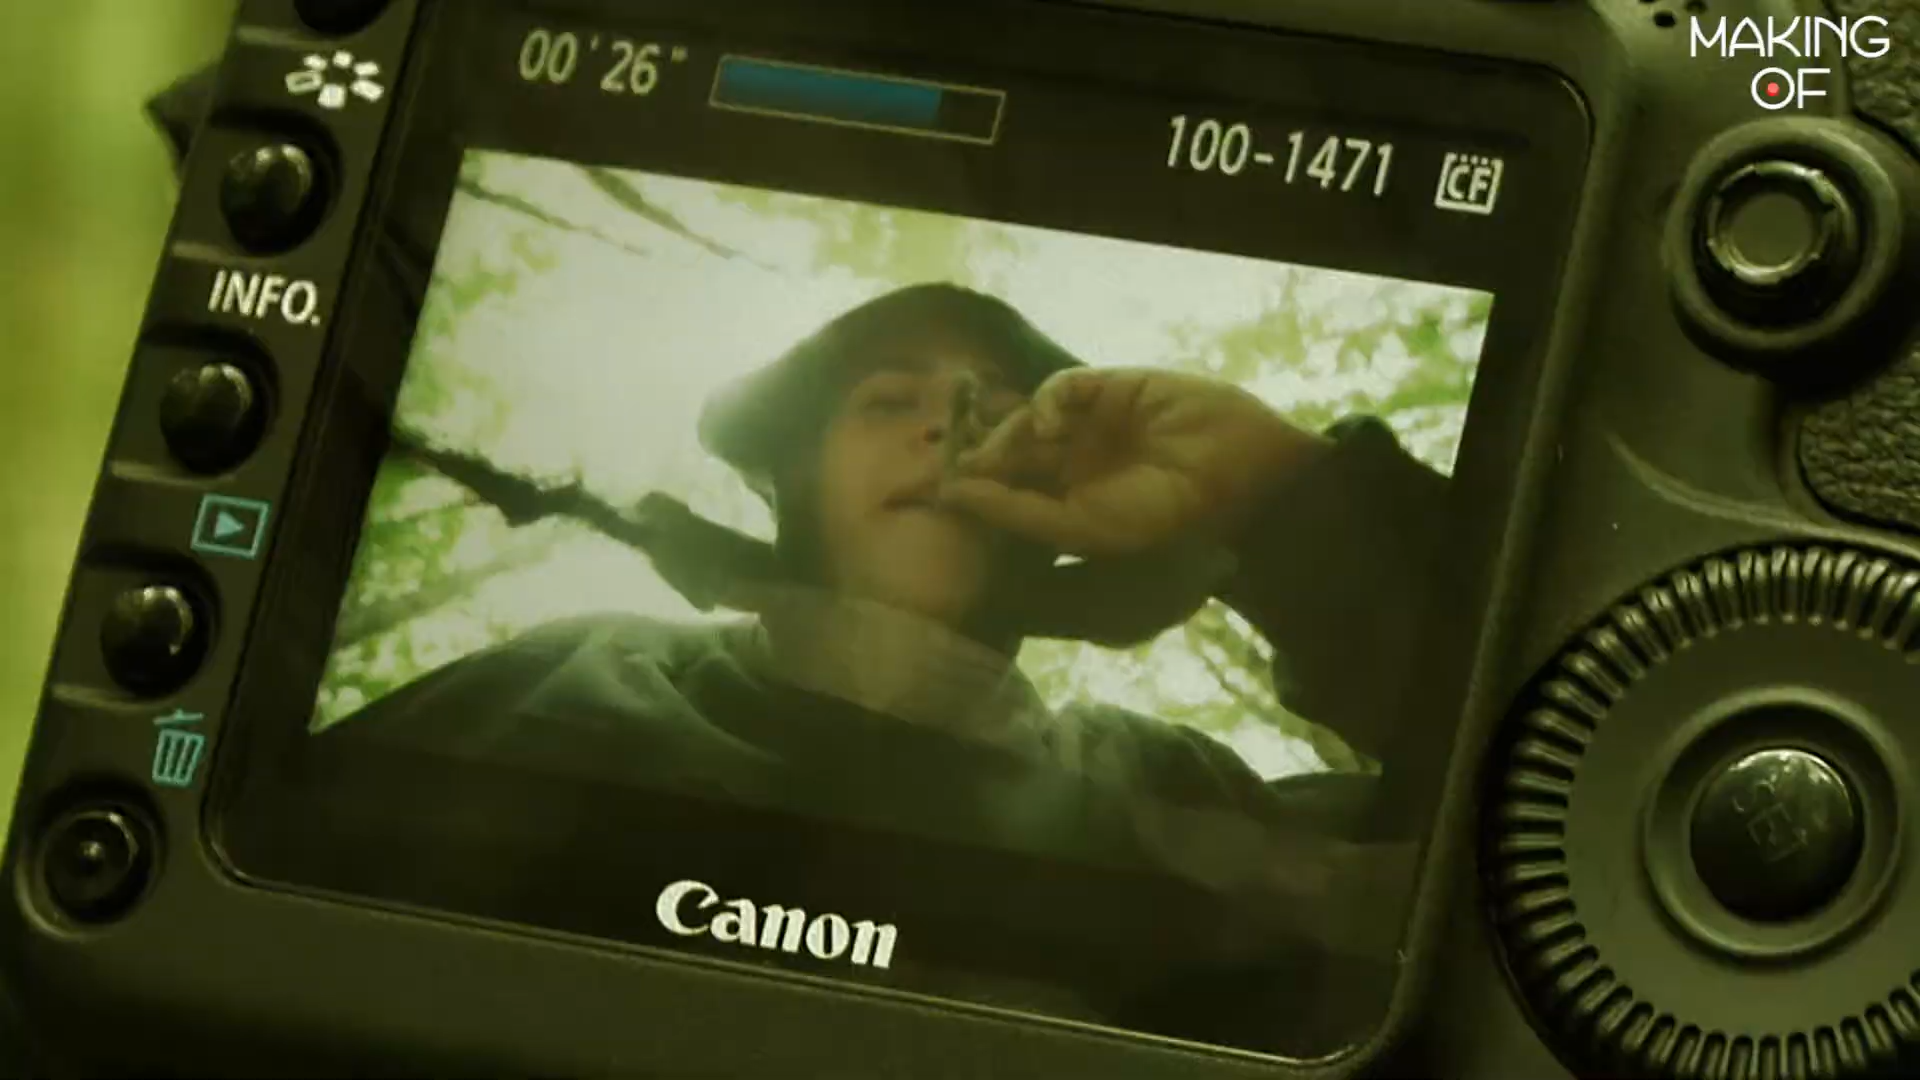 MAKING
OF
00'26"
100-1471
CF
INFO.
Canon
SET